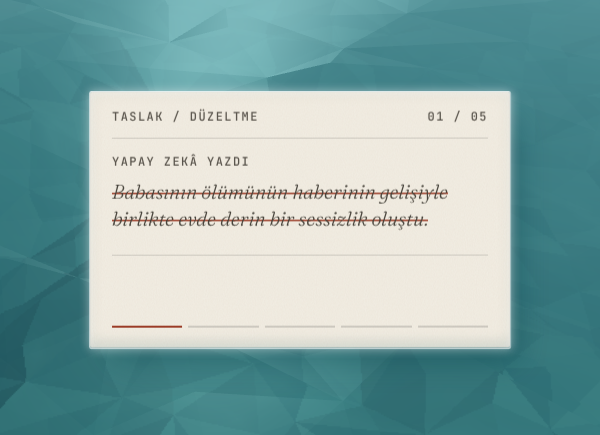 TASLAK / DÜZELTME 01 / 05
YAPAY ZEKÂ YAZDI
Babasının ölümünün haberinin gelişiyle
birlikte evde derin bir sessizlik oluştu.